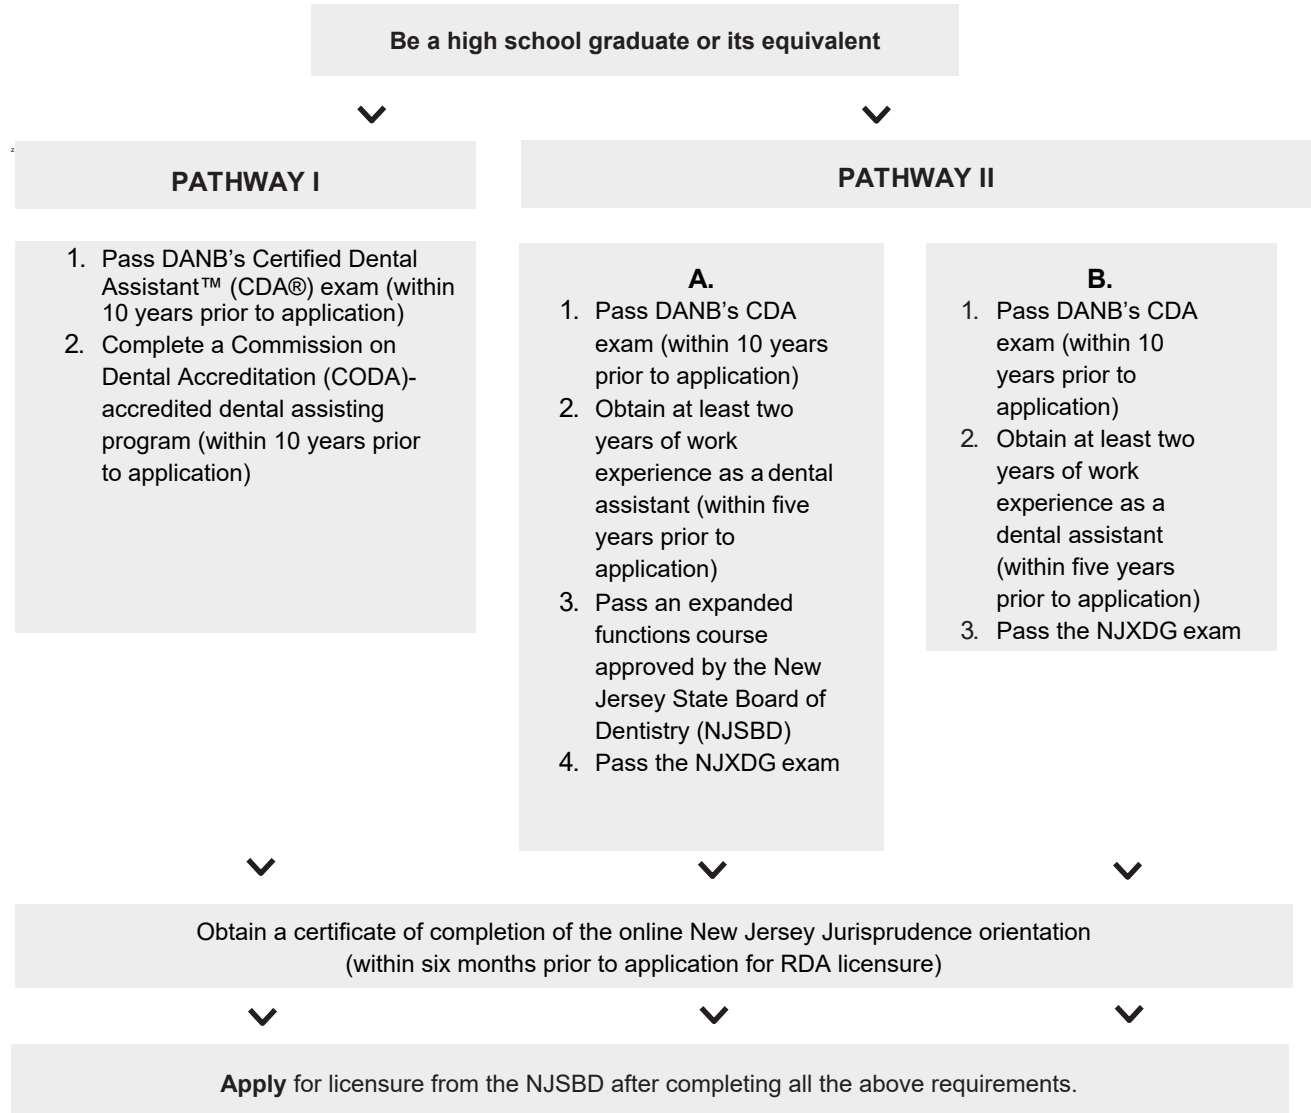 Be a high school graduate or its equivalent
z
PATHWAY I
1. Pass DANB’s Certified Dental
Assistant™ (CDA®) exam (within
10 years prior to application)
2. Complete a Commission on
Dental Accreditation (CODA)-
accredited dental assisting
program (within 10 years prior
to application)
PATHWAY II
A.
1. Pass DANB’s CDA
exam (within 10 years
prior to application)
2. Obtain at least two
years of work
experience as a dental
assistant (within five
years prior to
application)
3. Pass an expanded
functions course
approved by the New
Jersey State Board of
Dentistry (NJSBD)
4. Pass the NJXDG exam
B.
1. Pass DANB’s CDA
exam (within 10
years prior to
application)
2. Obtain at least two
years of work
experience as a
dental assistant
(within five years
prior to application)
3. Pass the NJXDG exam
Obtain a certificate of completion of the online New Jersey Jurisprudence orientation
(within six months prior to application for RDA licensure)
Apply for licensure from the NJSBD after completing all the above requirements.